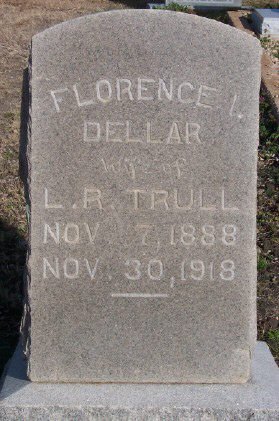 FLORENCE I.
DELLAR
Wife of
L.R. TRULL
NOV. 7, 1888
NOV. 30, 1918